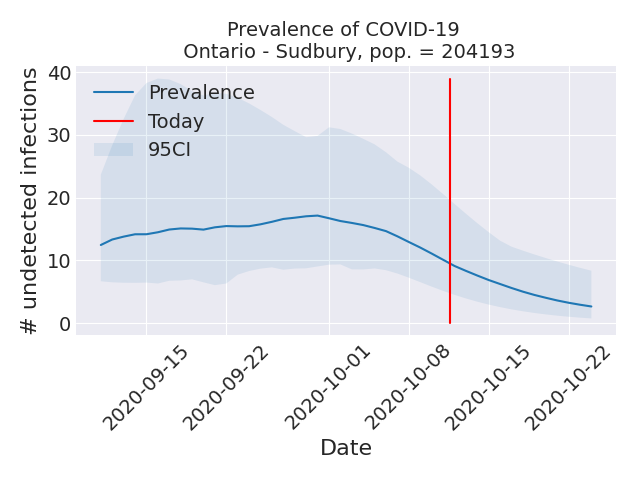 Prevalence of COVID-19
Ontario - Sudbury, pop. = 204193
# undetected infections
40
30
20
10
0
Prevalence
Today
95CI
2020-09-15
2020-09-22
2020-10-01
2020-10-08
2020-10-15
2020-10-22
Date